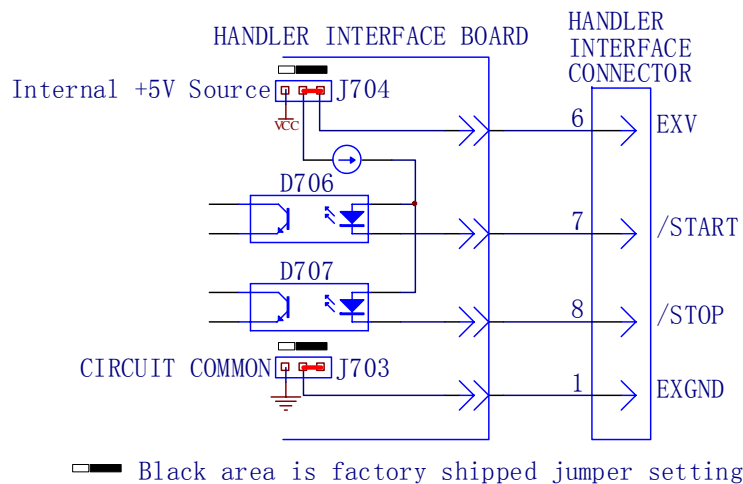 HANDLER INTERFACE BOARD
HANDLER
INTERFACE
CONNECTOR
Internal +5V Source
J704
VCC
6
EXV
D706
7
/START
D707
8
/STOP
CIRCUIT COMMON
J703
1
EXGND
Black area is factory shipped jumper setting